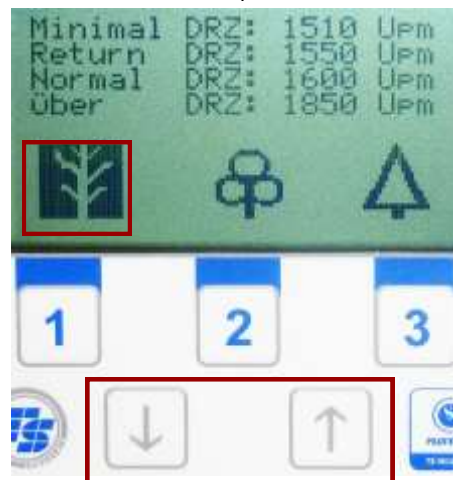 Minimal DRZ: 1510 Upm
Return DRZ: 1550 Upm
Normal DRZ: 1600 Upm
über DRZ: 1850 Upm
1 2 3